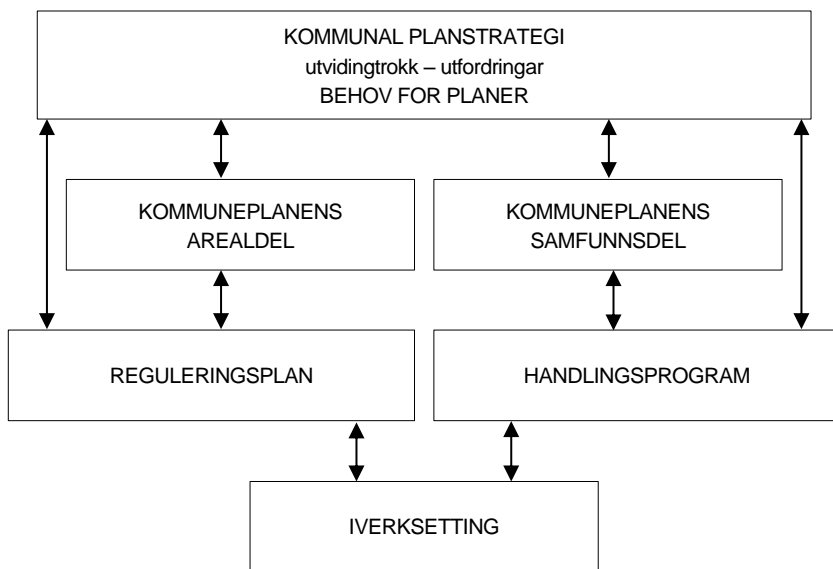 KOMMUNAL PLANSTRATEGI
utvidingtrokk – utfordringar
BEHOV FOR PLANER
KOMMUNEPLANENS
AREALDEL
KOMMUNEPLANENS
SAMFUNNSDEL
REGULERINGSPLAN
HANDLINGSPROGRAM
IVERKSETTING